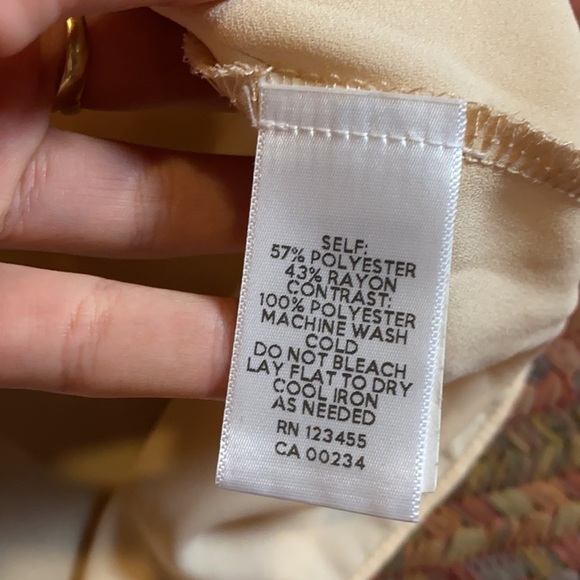 SELF:
57% POLYESTER
43% RAYON
CONTRAST:
100% POLYESTER
MACHINE WASH
COLD
DO NOT BLEACH
LAY FLAT TO DRY
COOL IRON
AS NEEDED
RN 123455
CA 00234